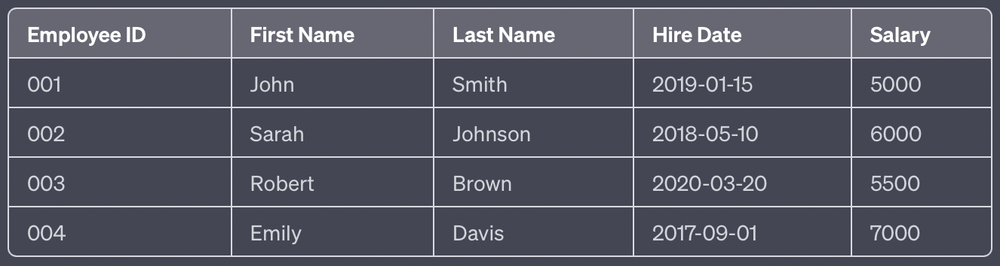 Employee ID First Name Last Name Hire Date Salary
001 John Smith 2019-01-15 5000
002 Sarah Johnson 2018-05-10 6000
003 Robert Brown 2020-03-20 5500
004 Emily Davis 2017-09-01 7000